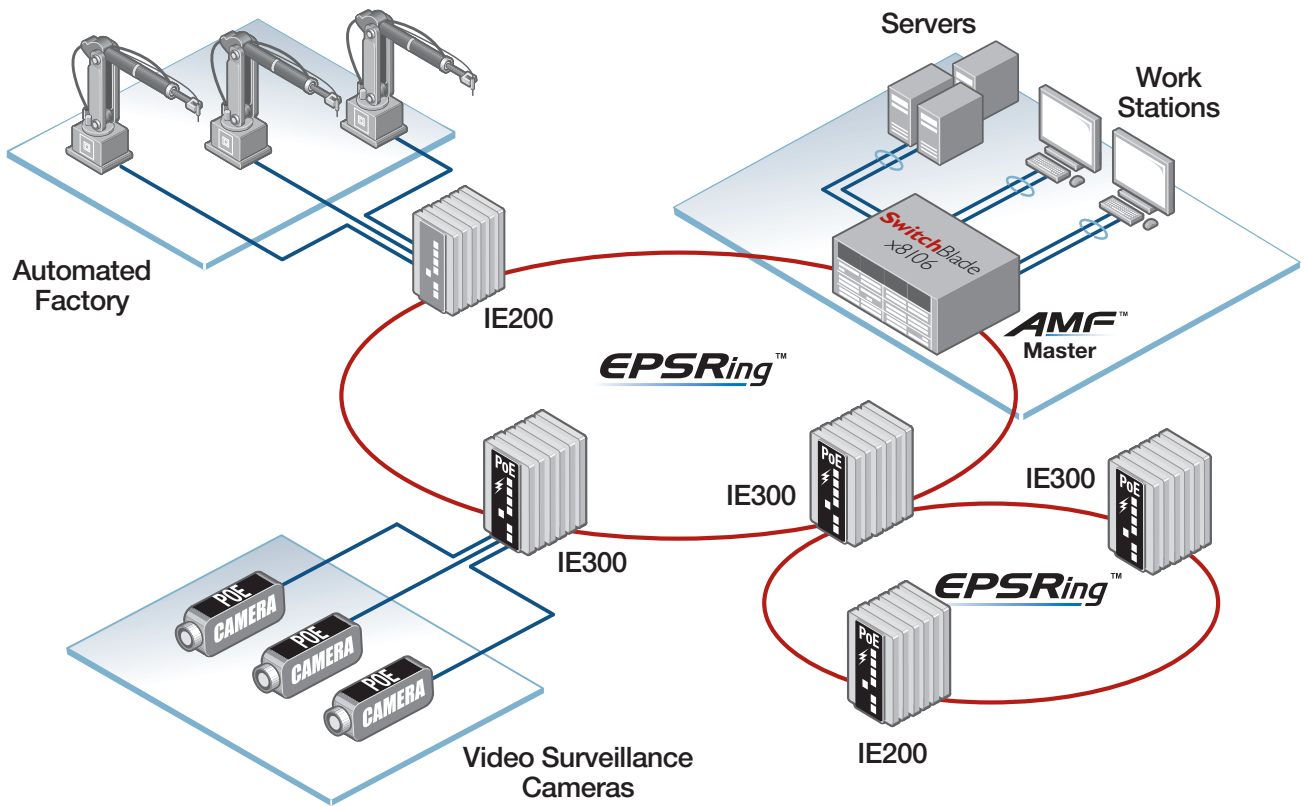 Servers
Work
Stations
Automated
Factory
IE200
SwitchBlade
x8106
AMF™
Master
EPSRing™
PoE
IE300
PoE
IE300
PoE
IE300
EPSRing™
PoE
IE200
POE
CAMERA
POE
CAMERA
POE
CAMERA
Video Surveillance
Cameras